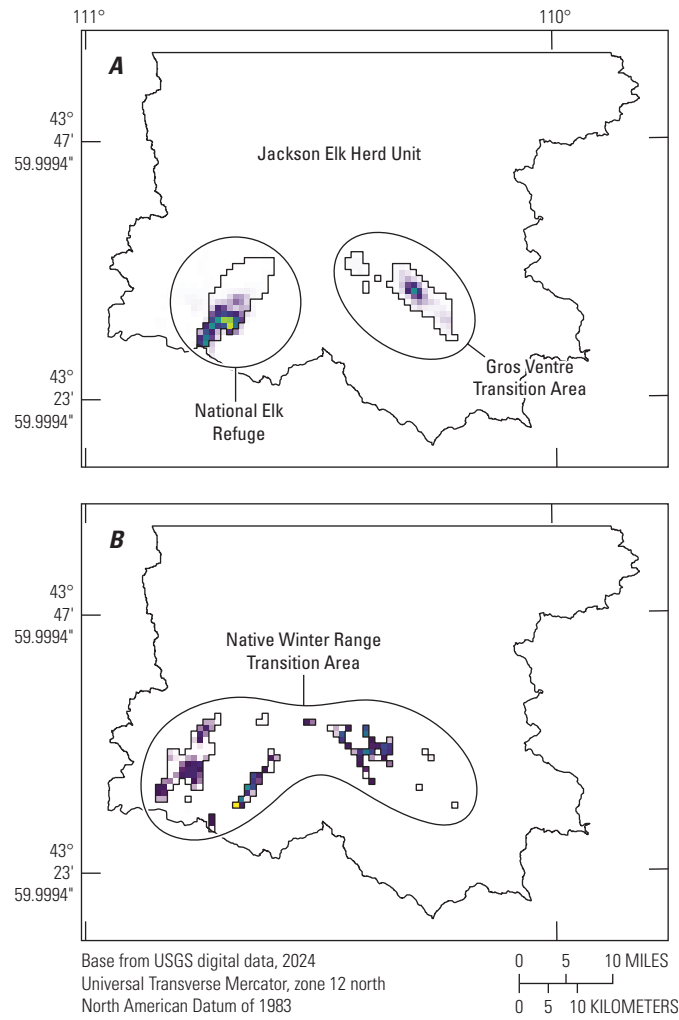 111°
110°
A
43°
47'
59.9994"
Jackson Elk Herd Unit
Gros Ventre
Transition Area
43°
23'
59.9994"
National Elk
Refuge
B
43°
47'
59.9994"
Native Winter Range
Transition Area
43°
23'
59.9994"
Base from USGS digital data, 2024
Universal Transverse Mercator, zone 12 north
North American Datum of 1983
0 5 10 MILES
0 5 10 KILOMETERS